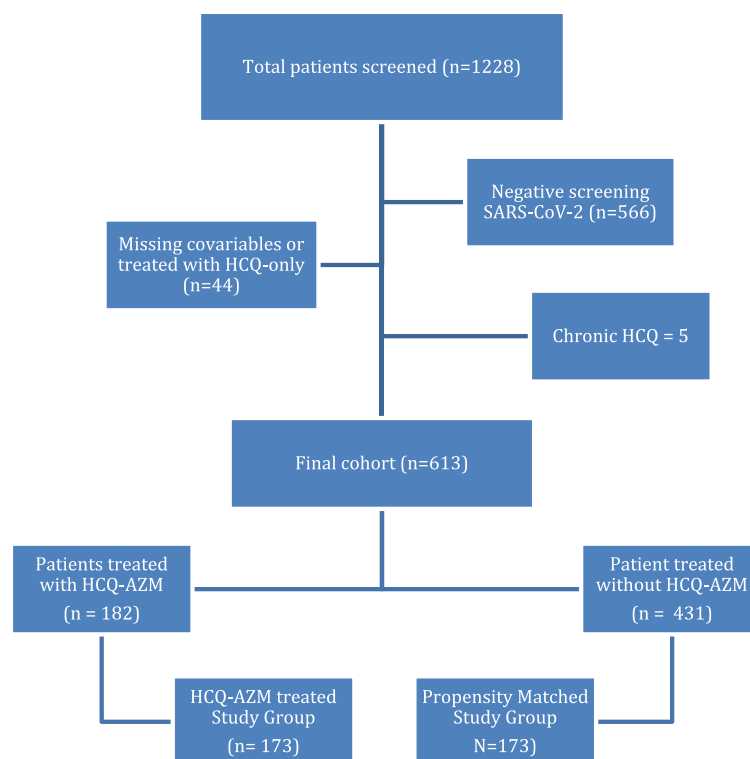 Total patients screened (n=1228)
Negative screening
SARS-CoV-2 (n=566)
Missing covariables or
treated with HCQ-only
(n=44)
Chronic HCQ = 5
Final cohort (n=613)
Patients treated
with HCQ-AZM
(n = 182)
Patient treated
without HCQ-AZM
(n = 431)
HCQ-AZM treated
Study Group
(n= 173)
Propensity Matched
Study Group
N=173)